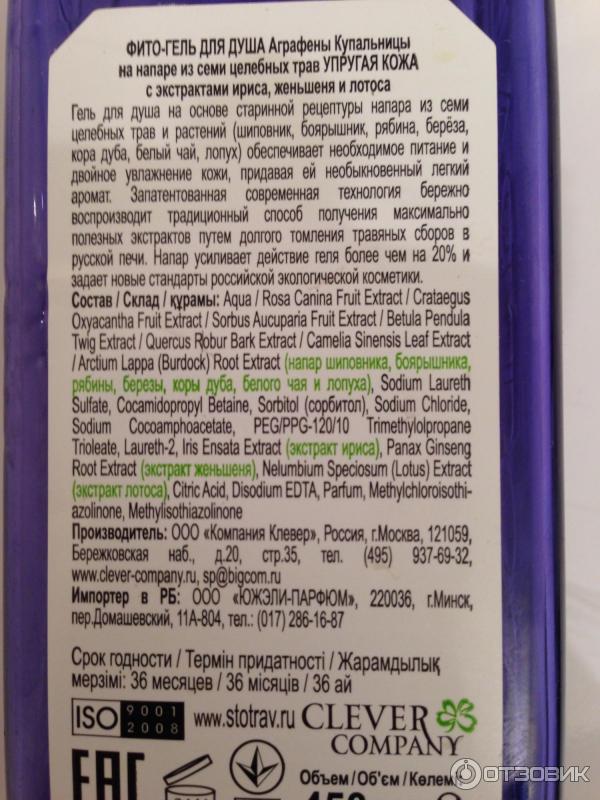 ФИТО-ГЕЛЬ ДЛЯ ДУША Аграфены Купальницы
на напаре из семи целебных трав УПРУГАЯ КОЖА
с экстрактами ириса, женьшеня и лотоса
Гель для душа на основе старинной рецептуры напара из семи
целебных трав и растений (шиповник, боярышник, рябина, берёза,
кора дуба, белый чай, лопух) обеспечивает необходимое питание и
двойное увлажнение кожи, придавая ей необыкновенный легкий
аромат. Запатентованная современная технология бережно
воспроизводит традиционный способ получения максимально
полезных экстрактов путем долгого томления травяных сборов в
русской печи. Напар усиливает действие геля более чем на 20% и
задает новые стандарты российской экологической косметики.
Состав / Склад / құрамы: Aqua / Rosa Canina Fruit Extract / Crataegus
Oxyacantha Fruit Extract / Sorbus Aucuparia Fruit Extract / Betula Pendula
Twig Extract / Quercus Robur Bark Extract / Camellia Sinensis Leaf Extract
/ Arctium Lappa (Burdock) Root Extract (напар шиповника, боярышника,
рябины, березы, коры дуба, белого чая и лопуха), Sodium Laureth
Sulfate, Cocamidopropyl Betaine, Sorbitol (сорбитол), Sodium Chloride,
Sodium Cocoamphoacetate, PEG/PPG-120/10 Trimethylolpropane
Trioleate, Laureth-2, Iris Ensata Extract (экстракт ириса), Panax Ginseng
Root Extract (экстракт женьшеня), Nelumbium Speciosum (Lotus) Extract
(экстракт лотоса), Citric Acid, Disodium EDTA, Parfum, Methylchloroisothi-
azolinone, Methylisothiazolinone
Производитель: ООО «Компания Клевер», Россия, г.Москва, 121059,
Бережковская наб., д.20, стр.35, тел. (495) 937-69-32,
www.clever-company.ru, sp@bigcom.ru
Импортер в РБ: ООО «ЮЖЭЛИ-ПАРФЮМ», 220036, г.Минск,
пер.Домашевский, 11А-804, тел.: (017) 286-16-87
Срок годности / Термін придатності / Жарамдылық
мерзімі: 36 месяцев / 36 місяців / 36 ай
ISO 9001 2008 www.stotrav.ru CLEVER COMPANY
EAC Объем / Об'єм / Көлемі
ОТЗОВИК